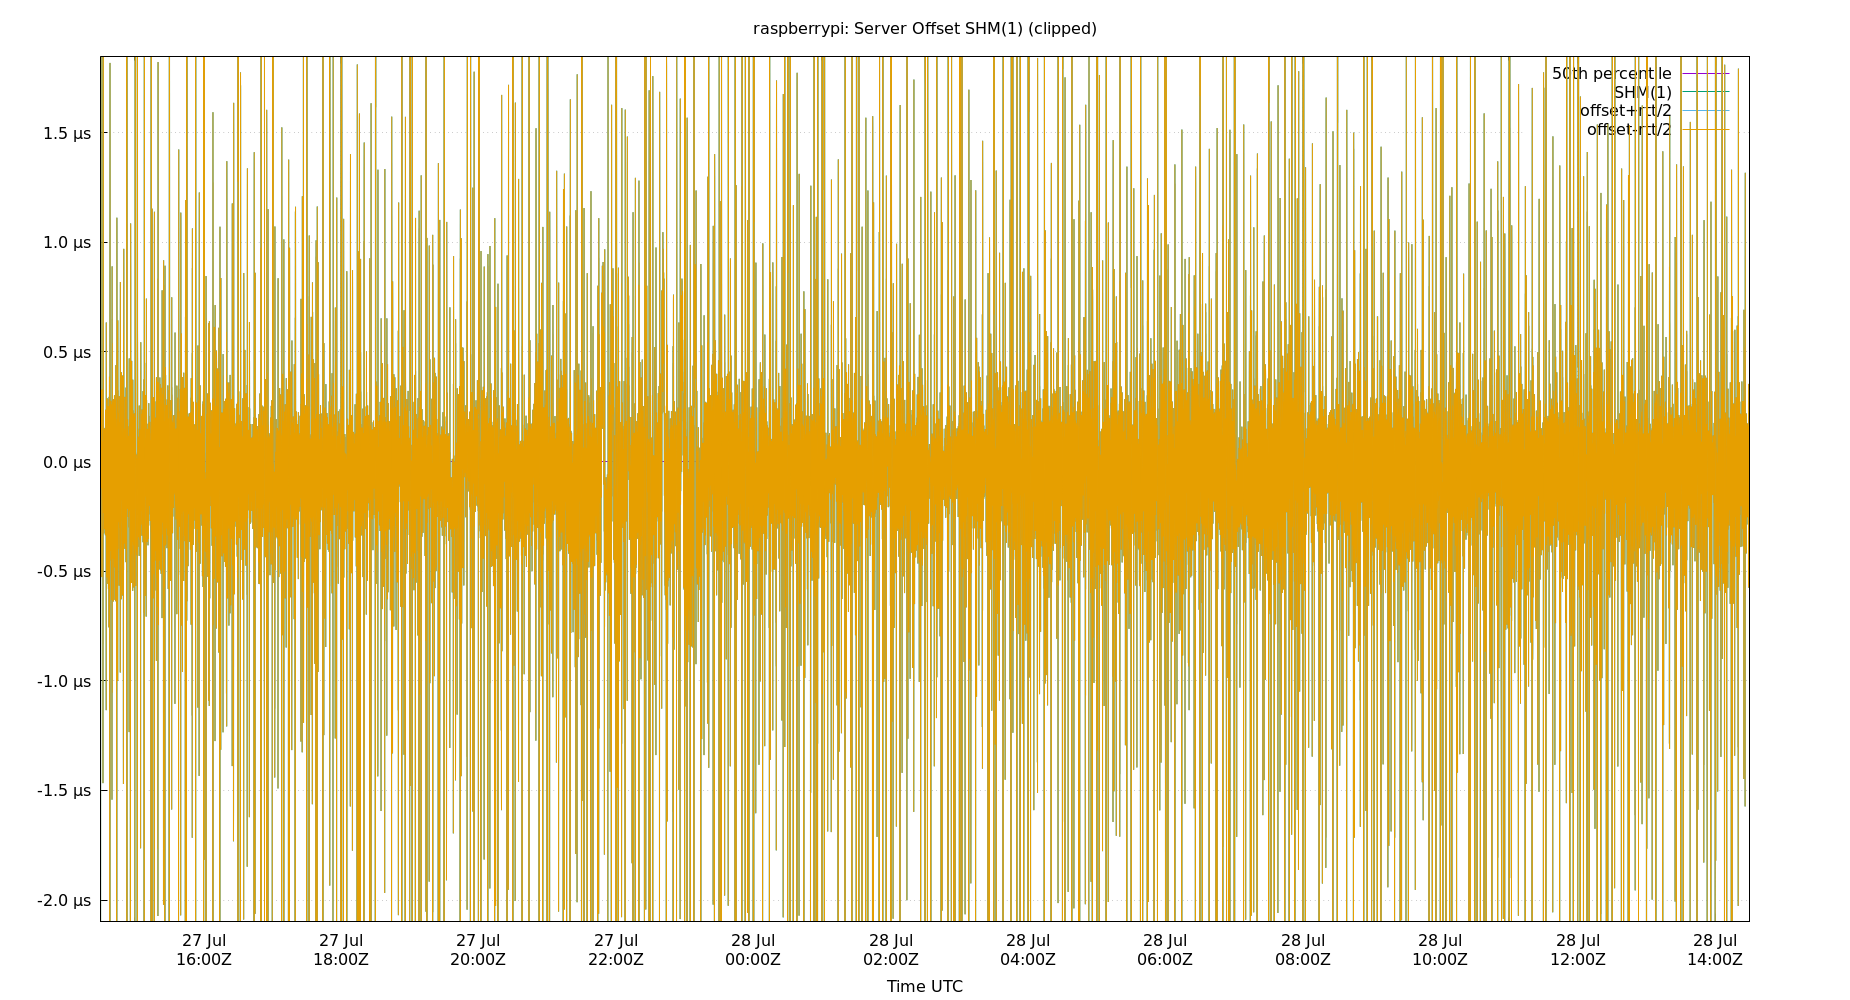 raspberrypi: Server Offset SHM(1) (clipped)
50th percentile
SHM(1)
offset+rtt/2
offset-rtt/2
1.5 µs
1.0 µs
0.5 µs
0.0 µs
-0.5 µs
-1.0 µs
-1.5 µs
-2.0 µs
27 Jul 27 Jul 27 Jul 27 Jul 28 Jul 28 Jul 28 Jul 28 Jul 28 Jul 28 Jul 28 Jul 28 Jul
16:00Z 18:00Z 20:00Z 22:00Z 00:00Z 02:00Z 04:00Z 06:00Z 08:00Z 10:00Z 12:00Z 14:00Z
Time UTC